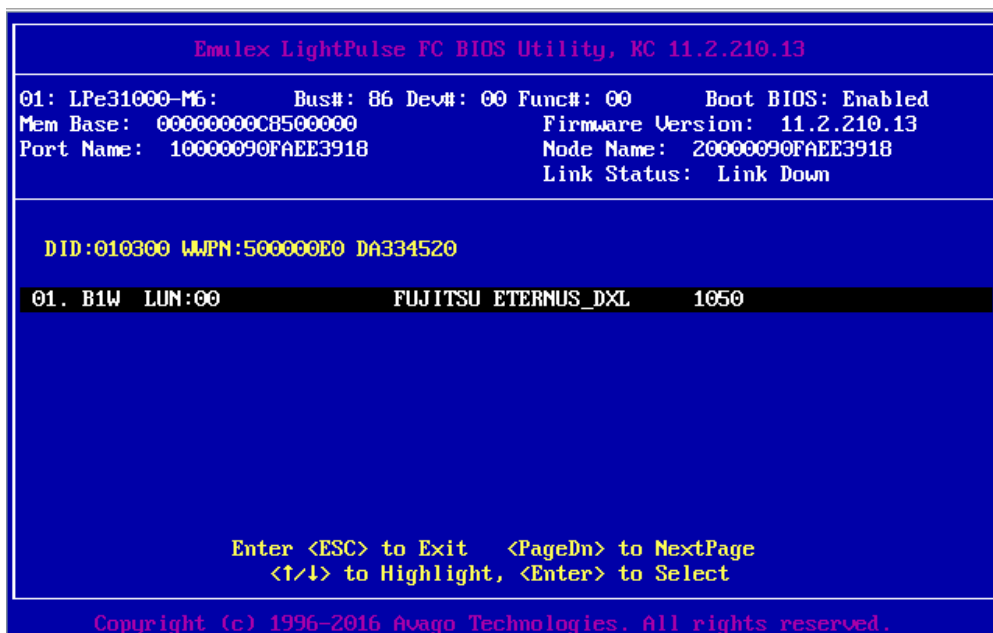 Emulex LightPulse FC BIOS Utility, KC 11.2.210.13
01: LPe31000-M6: Bus#: 86 Dev#: 00 Func#: 00 Boot BIOS: Enabled
Mem Base: 00000000C8500000 Firmware Version: 11.2.210.13
Port Name: 10000090FAEE3918 Node Name: 20000090FAEE3918
Link Status: Link Down
DID:010300 WWPN:500000E0 DA334520
01. B1W LUN:00 FUJITSU ETERNUS_DXL 1050
Enter <ESC> to Exit <PageDn> to NextPage
<↑/↓> to Highlight, <Enter> to Select
Copyright (c) 1996-2016 Avago Technologies. All rights reserved.